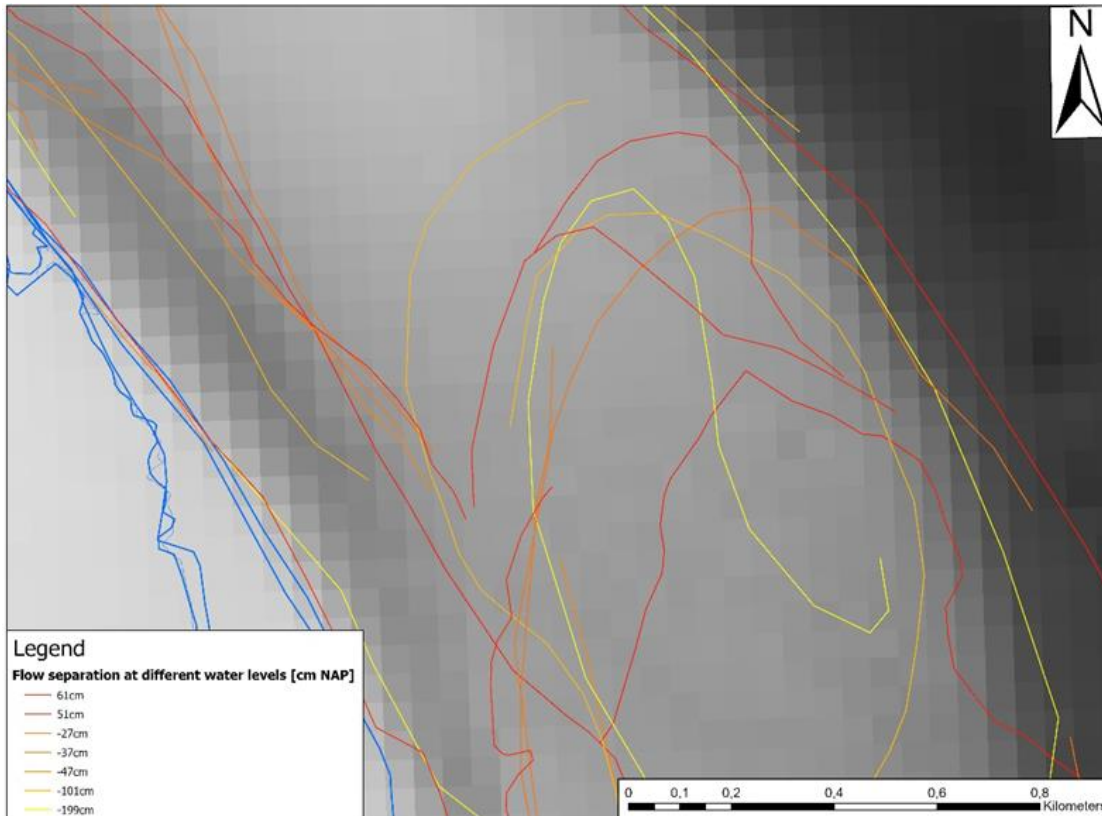 N
Legend
Flow separation at different water levels [cm NAP]
61cm
51cm
-27cm
-37cm
-47cm
-101cm
-199cm
0 0,1 0,2 0,4 0,6 0,8
Kilometers